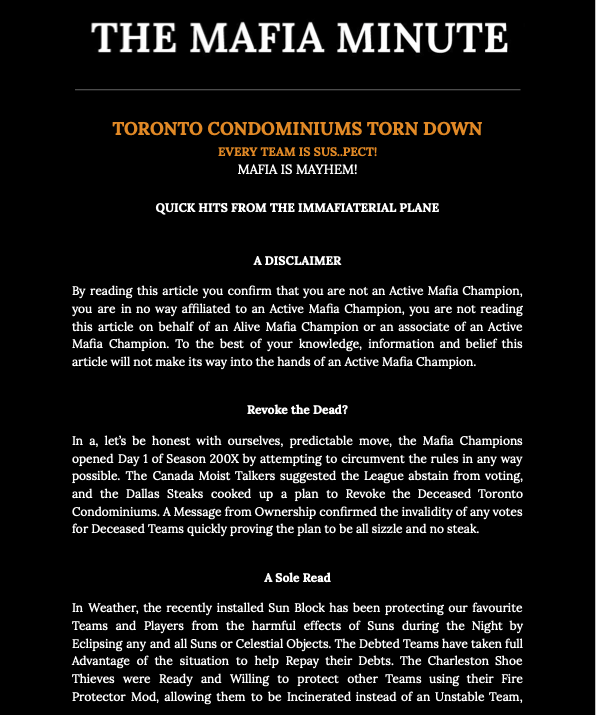 THE MAFIA MINUTE
TORONTO CONDOMINIUMS TORN DOWN
EVERY TEAM IS SUS..PECT!
MAFIA IS MAYHEM!
QUICK HITS FROM THE IMMAFIATERIAL PLANE
A DISCLAIMER
By reading this article you confirm that you are not an Active Mafia Champion,
you are in no way affiliated to an Active Mafia Champion, you are not reading
this article on behalf of an Alive Mafia Champion or an associate of an Active
Mafia Champion. To the best of your knowledge, information and belief this
article will not make its way into the hands of an Active Mafia Champion.
Revoke the Dead?
In a, let's be honest with ourselves, predictable move, the Mafia Champions
opened Day 1 of Season 200X by attempting to circumvent the rules in any way
possible. The Canada Moist Talkers suggested the League abstain from voting,
and the Dallas Steaks cooked up a plan to Revoke the Deceased Toronto
Condominiums. A Message from Ownership confirmed the invalidity of any votes
for Deceased Teams quickly proving the plan to be all sizzle and no steak.
A Sole Read
In Weather, the recently installed Sun Block has been protecting our favourite
Teams and Players from the harmful effects of Suns during the Night by
Eclipsing any and all Suns or Celestial Objects. The Debted Teams have taken full
Advantage of the situation to help Repay their Debts. The Charleston Shoe
Thieves were Ready and Willing to protect other Teams using their Fire
Protector Mod, allowing them to be Incinerated instead of an Unstable Team,